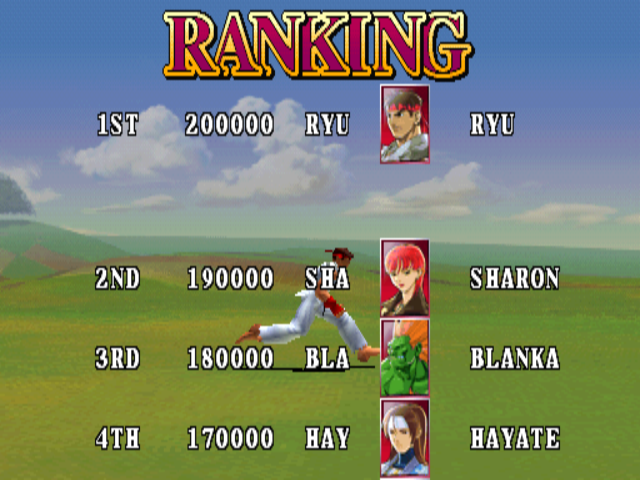 RANKING
1ST 200000 RYU RYU
2ND 190000 SHA SHARON
3RD 180000 BLA BLANKA
4TH 170000 HAY HAYATE